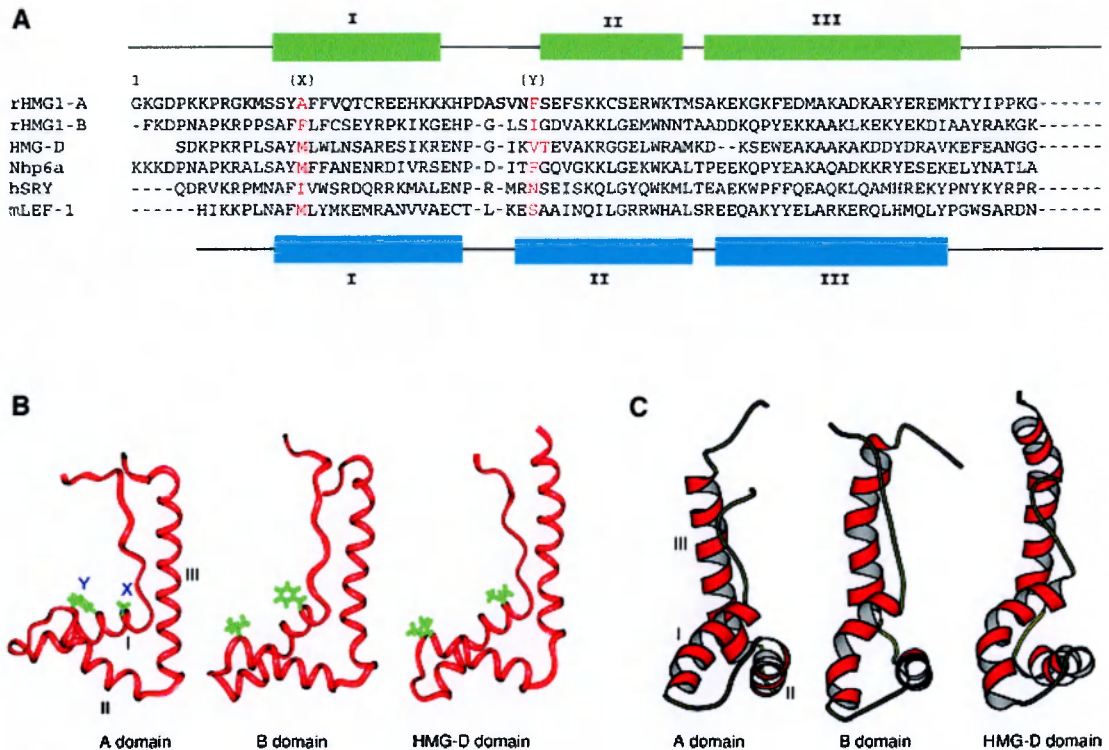 A
I II III
1 (X) (Y)
rHMG1-A GKGDPKKPRGKMSSYAFFVQTCREEHKKKHPDASVNFSEFSKKCSERWKTMSAKEKGKFEDMAKADKARYEREMKTYIPPKG------
rHMG1-B -FKDPNAPKRPPSAFFLFCSEYRPKIKGEHP-G-LSIGDVAKKLGEMWNNTAADDKQPYEKKAAKLKEKYEKDIAAYRAKGK------
HMG-D SDKPKRPLSAYMLWLNSARESIKRENP-G-IKVTEVAKRGGELWRAMKD-KSEWEAKAAKAKDDYDRAVKEFEANGG------
Nhp6a KKKDPNAPKRALSAYMFFANENRDIVRSENP-D-ITFGQVGKKLGEKWKALTPEEKQPYEAKAQADKKRYESEKELYNATLA
hSRY ----QDRVKRPMNAFIVWSRDQRRKMALENP-R-MRNSEISKQLGYQWKMLTEAEKWPFFQEAQKLQAMHREKYPNYKYRPR------
mLEF-1 ------HIKKPLNAFMLYMKEMRANVVAECT-L-KESAAINQILGRRWHALSREEQAKYYELARKERQLHMQLYPGWSARDN------
I II III
B
Y X
III
I
II
A domain B domain HMG-D domain
C
III
I
II
A domain B domain HMG-D domain